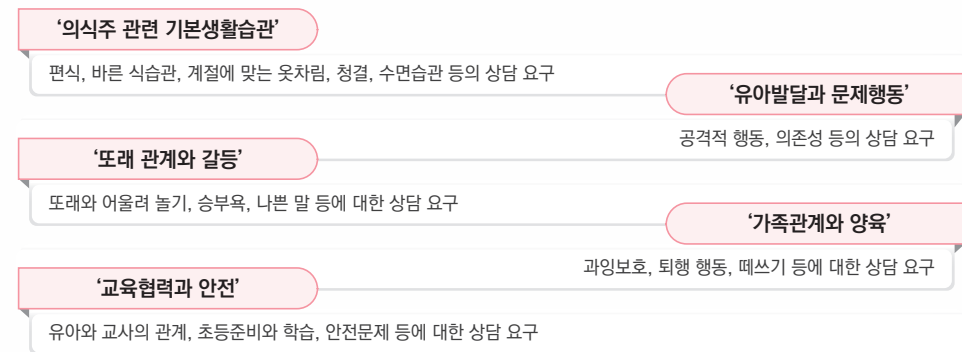 ‘의식주 관련 기본생활습관’
편식, 바른 식습관, 계절에 맞는 옷차림, 청결, 수면습관 등의 상담 요구
‘유아발달과 문제행동’
공격적 행동, 의존성 등의 상담 요구
‘또래 관계와 갈등’
또래와 어울려 놀기, 승부욕, 나쁜 말 등에 대한 상담 요구
‘가족관계와 양육’
과잉보호, 퇴행 행동, 떼쓰기 등에 대한 상담 요구
‘교육협력과 안전’
유아와 교사의 관계, 초등준비와 학습, 안전문제 등에 대한 상담 요구